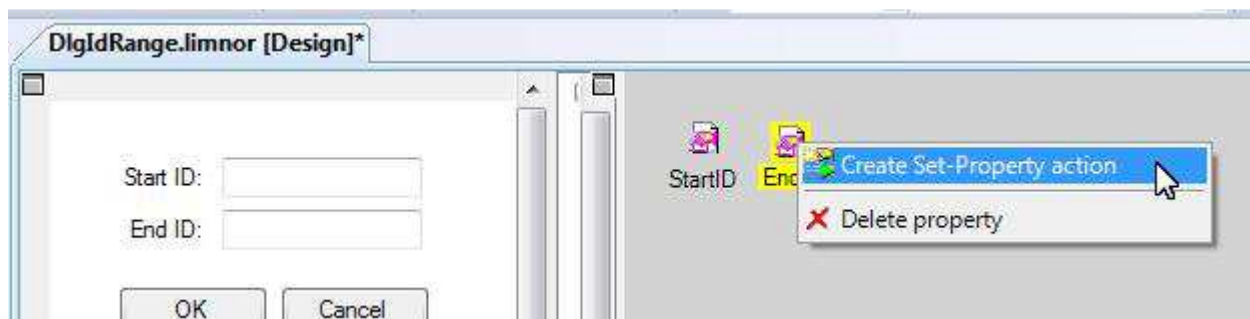 DlgIdRange.limnor [Design]*
Start ID:
End ID:
OK Cancel
StartID
Create Set-Property action
Delete property